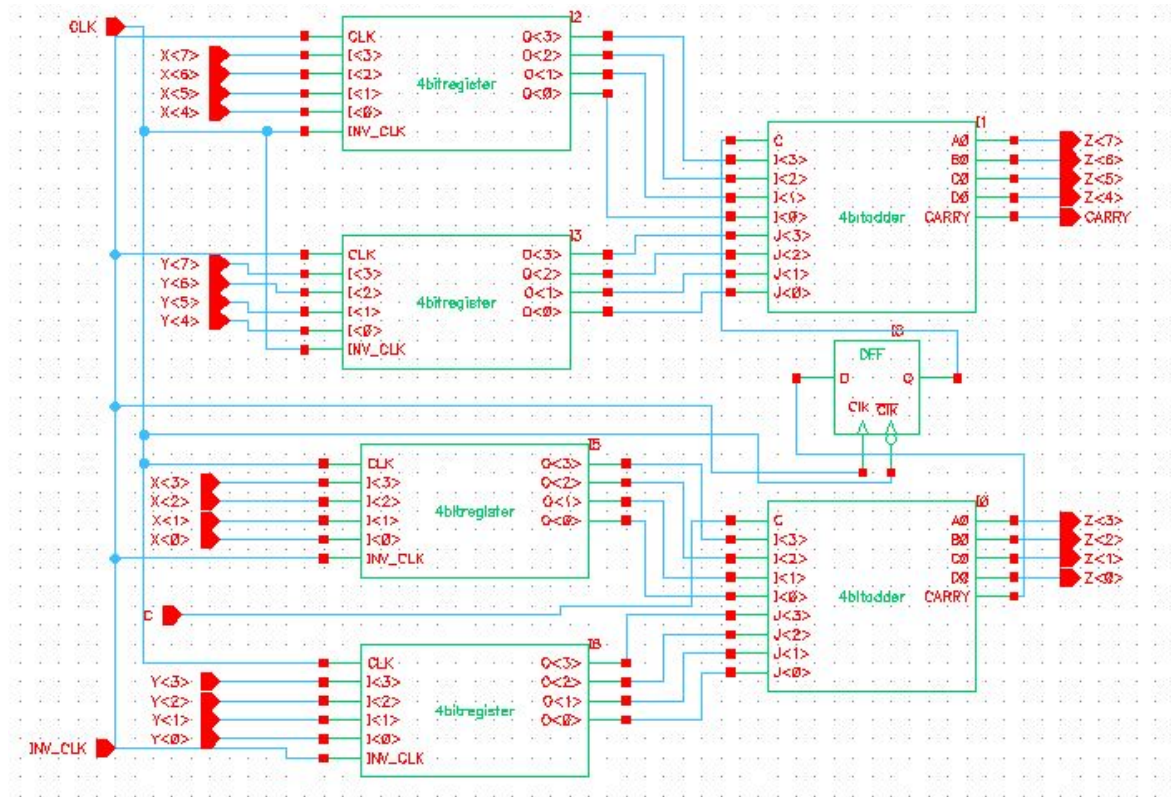 CLK
X<7>
X<6>
X<5>
X<4>
I2
CLK
I<3>
I<2>
I<1>
I<0>
INV_CLK
4bitregister
O<3>
O<2>
O<1>
O<0>
I1
C
I<3>
I<2>
I<1>
I<0>
J<3>
J<2>
J<1>
J<0>
4bitadder
A0
B0
C0
D0
CARRY
Z<7>
Z<6>
Z<5>
Z<4>
CARRY
Y<7>
Y<6>
Y<5>
Y<4>
I3
CLK
I<3>
I<2>
I<1>
I<0>
INV_CLK
4bitregister
O<3>
O<2>
O<1>
O<0>
DFF
D
Q
Clk
Clk
X<3>
X<2>
X<1>
X<0>
I5
CLK
I<3>
I<2>
I<1>
I<0>
INV_CLK
4bitregister
O<3>
O<2>
O<1>
O<0>
I0
C
I<3>
I<2>
I<1>
I<0>
J<3>
J<2>
J<1>
J<0>
4bitadder
A0
B0
C0
D0
CARRY
Z<3>
Z<2>
Z<1>
Z<0>
Y<3>
Y<2>
Y<1>
Y<0>
I6
CLK
I<3>
I<2>
I<1>
I<0>
INV_CLK
4bitregister
O<3>
O<2>
O<1>
O<0>
INV_CLK